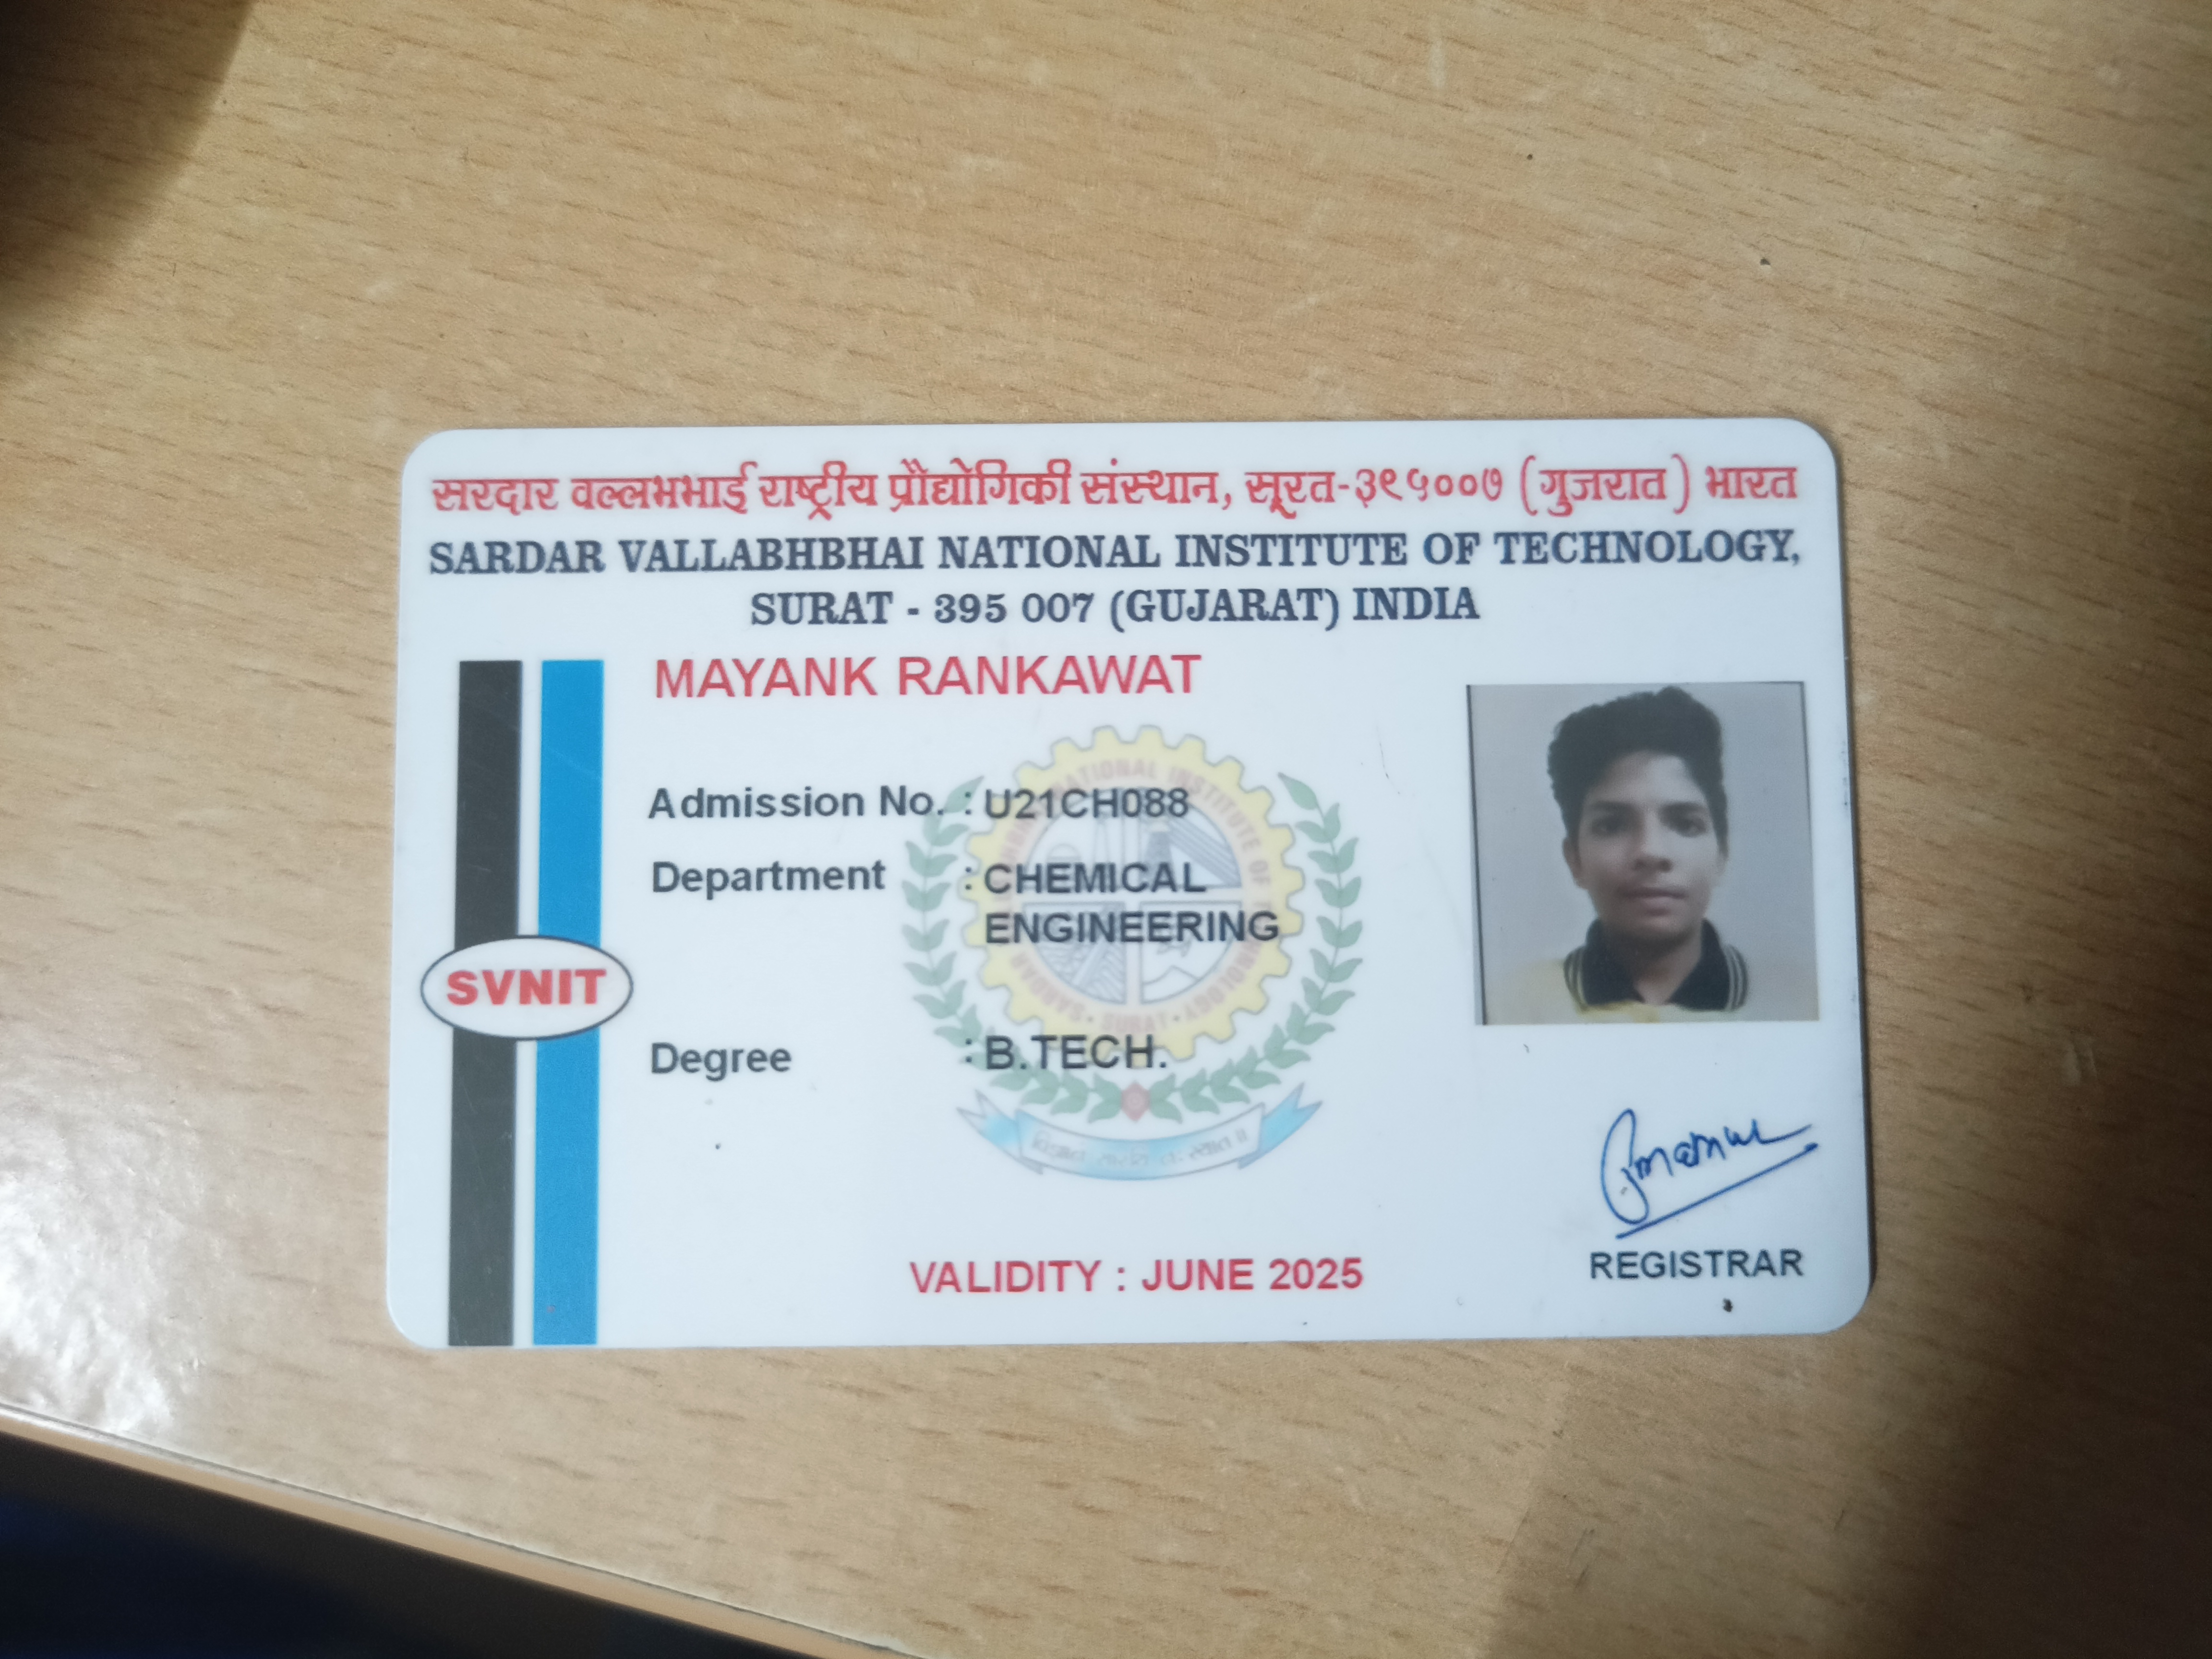 सरदार वल्लभभाई राष्ट्रीय प्रौद्योगिकी संस्थान, सूरत-३९५००७ (गुजरात) भारत
SARDAR VALLABHBHAI NATIONAL INSTITUTE OF TECHNOLOGY,
SURAT - 395 007 (GUJARAT) INDIA
MAYANK RANKAWAT
Admission No. : U21CH088
Department : CHEMICAL
ENGINEERING
SVNIT
Degree : B.TECH.
VALIDITY : JUNE 2025
REGISTRAR